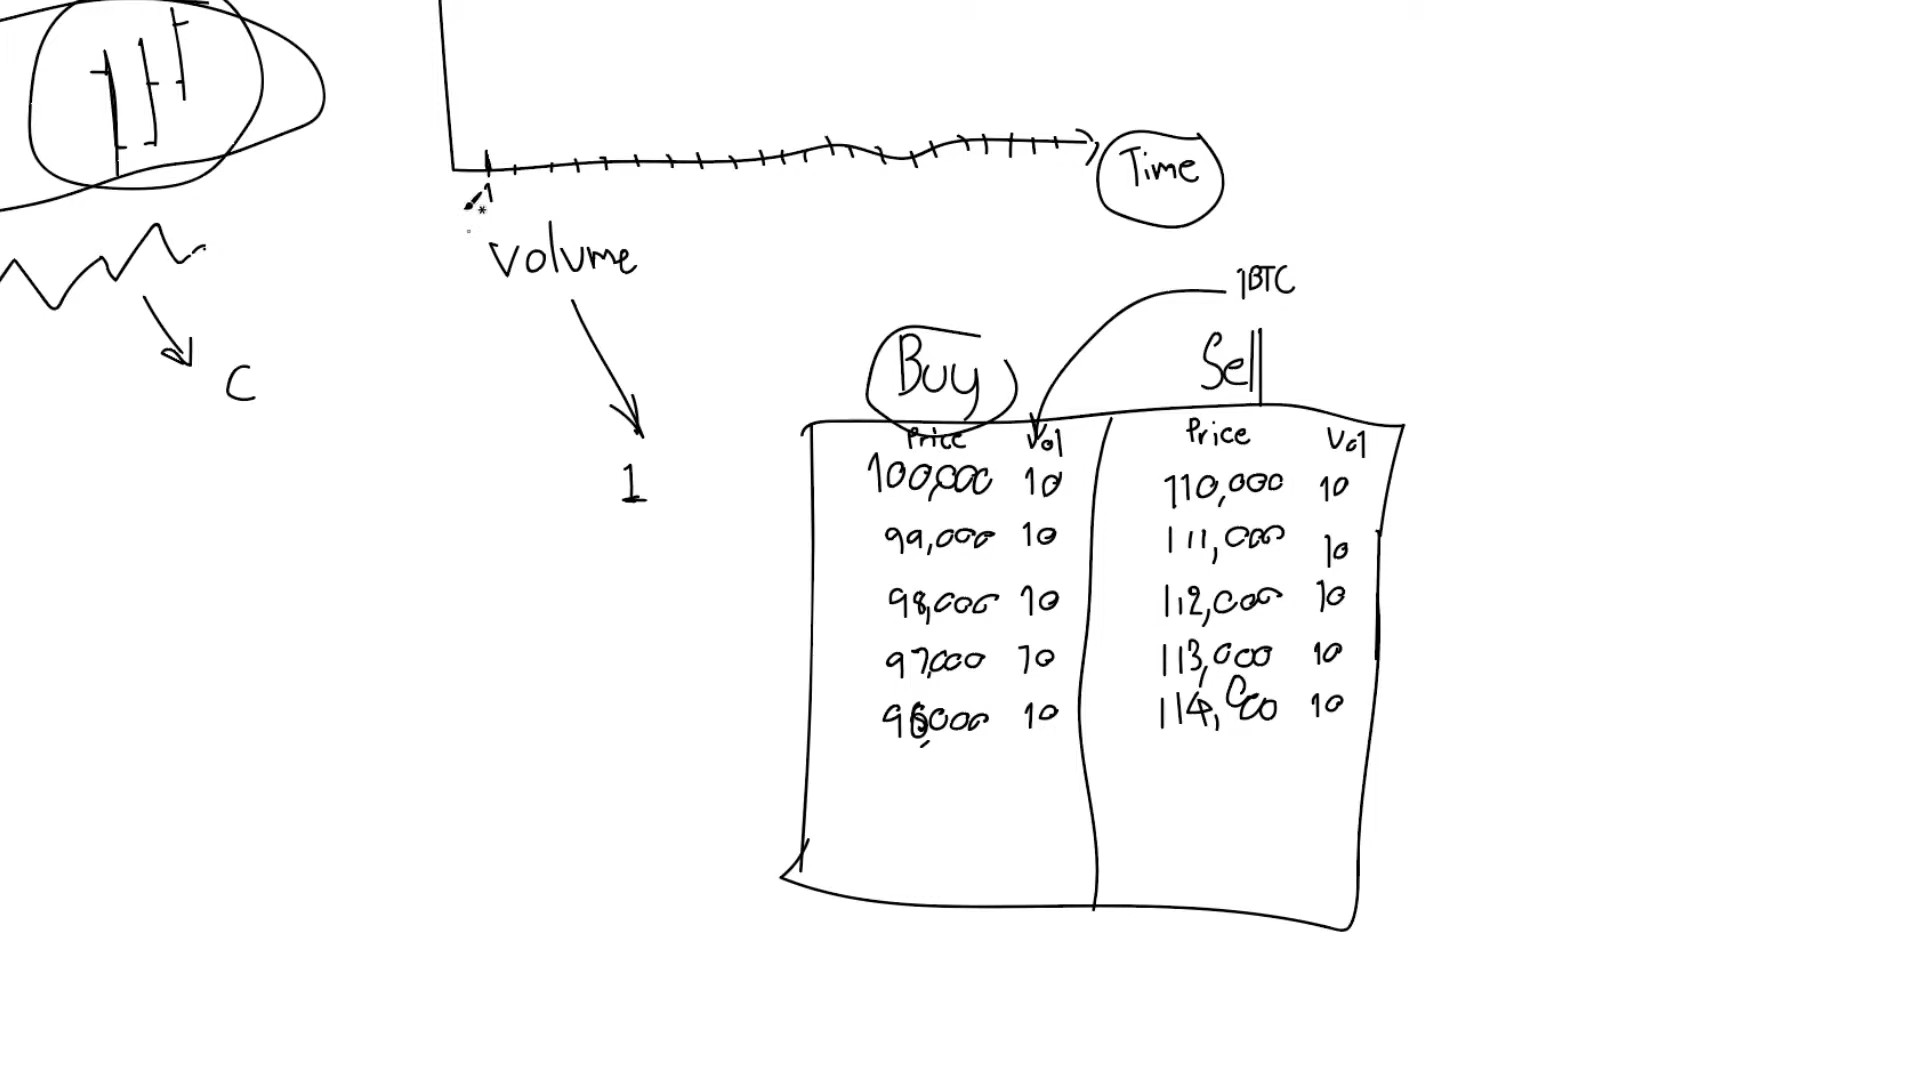 Time
1
Volume
1BTC
C
Buy
Sell
1
Price Vol Price Vol
100,000 10 110,000 10
99,000 10 111,000 10
98,000 10 112,000 10
97,000 10 113,000 10
10 114,000 10